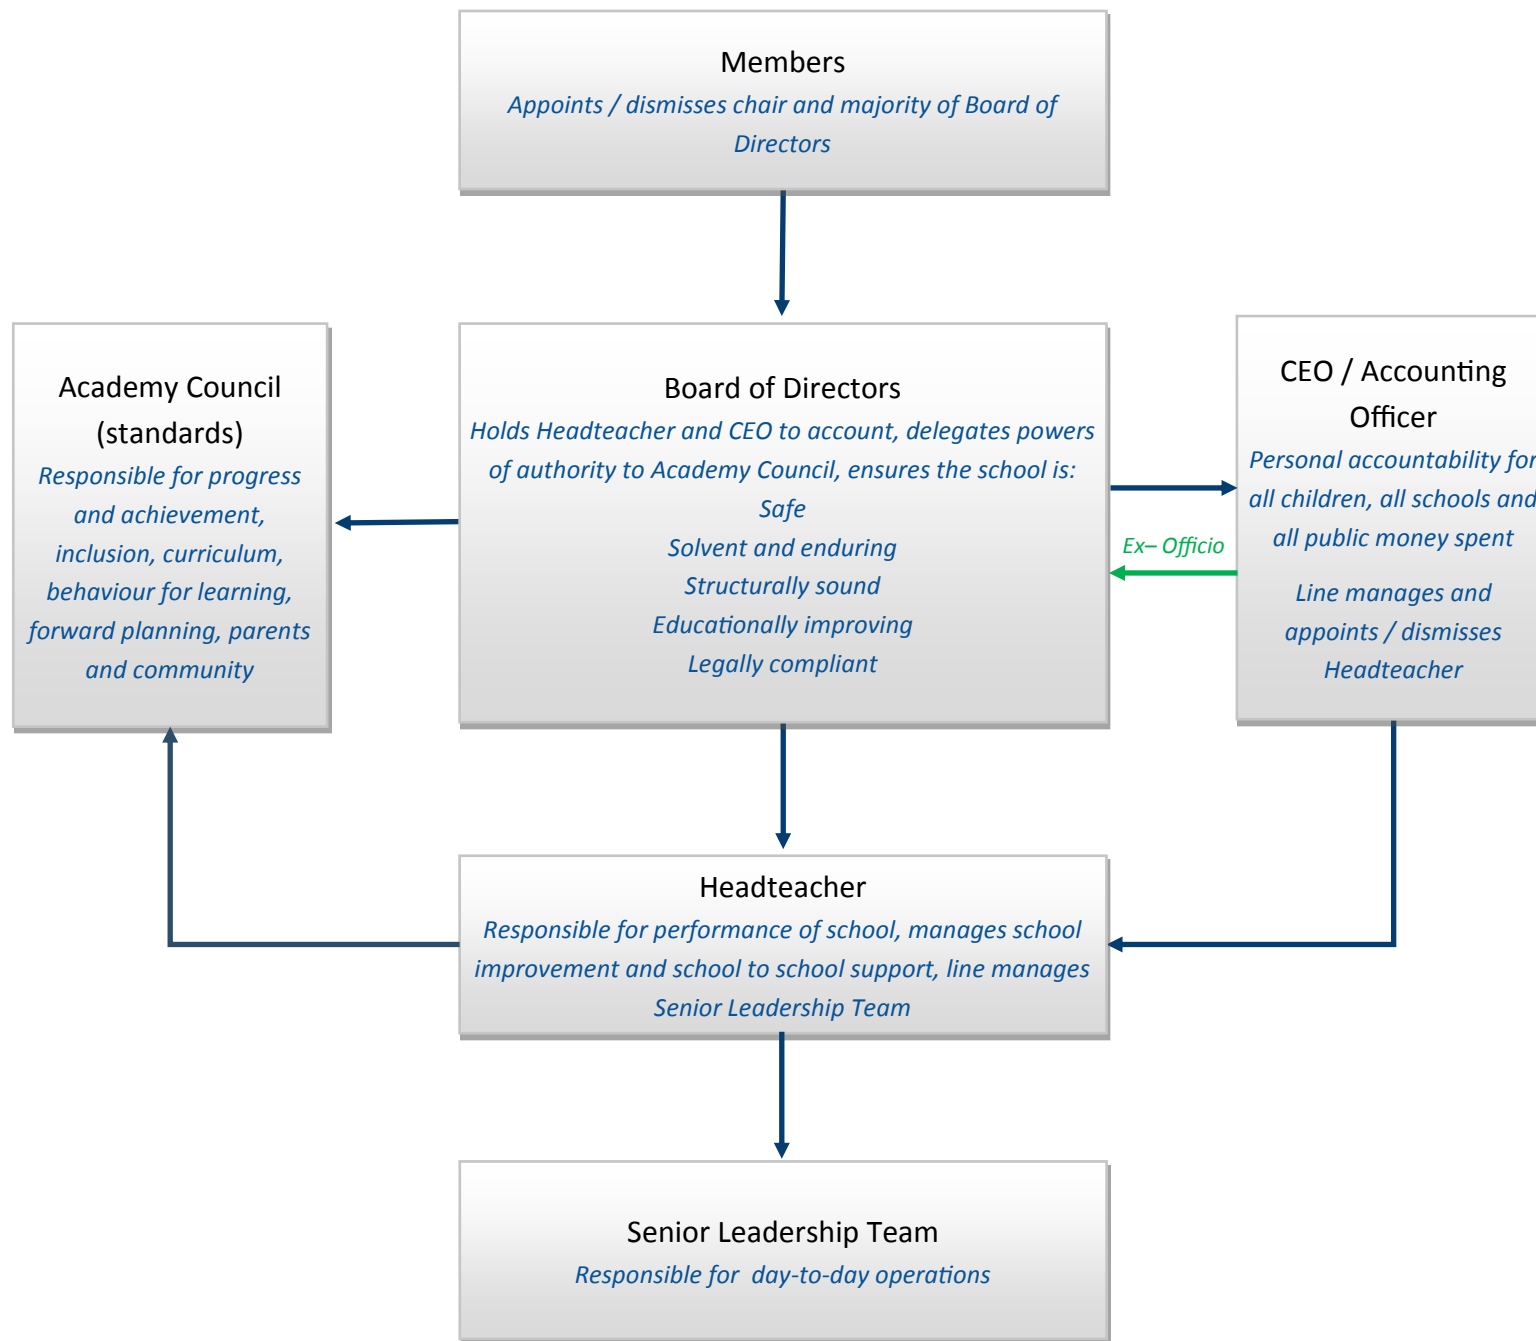 Members
Appoints / dismisses chair and majority of Board of
Directors
Academy Council
(standards)
Responsible for progress
and achievement,
inclusion, curriculum,
behaviour for learning,
forward planning, parents
and community
Board of Directors
Holds Headteacher and CEO to account, delegates powers
of authority to Academy Council, ensures the school is:
Safe
Solvent and enduring
Structurally sound
Educationally improving
Legally compliant
Ex– Officio
CEO / Accounting
Officer
Personal accountability for
all children, all schools and
all public money spent
Line manages and
appoints / dismisses
Headteacher
Headteacher
Responsible for performance of school, manages school
improvement and school to school support, line manages
Senior Leadership Team
Senior Leadership Team
Responsible for  day-to-day operations